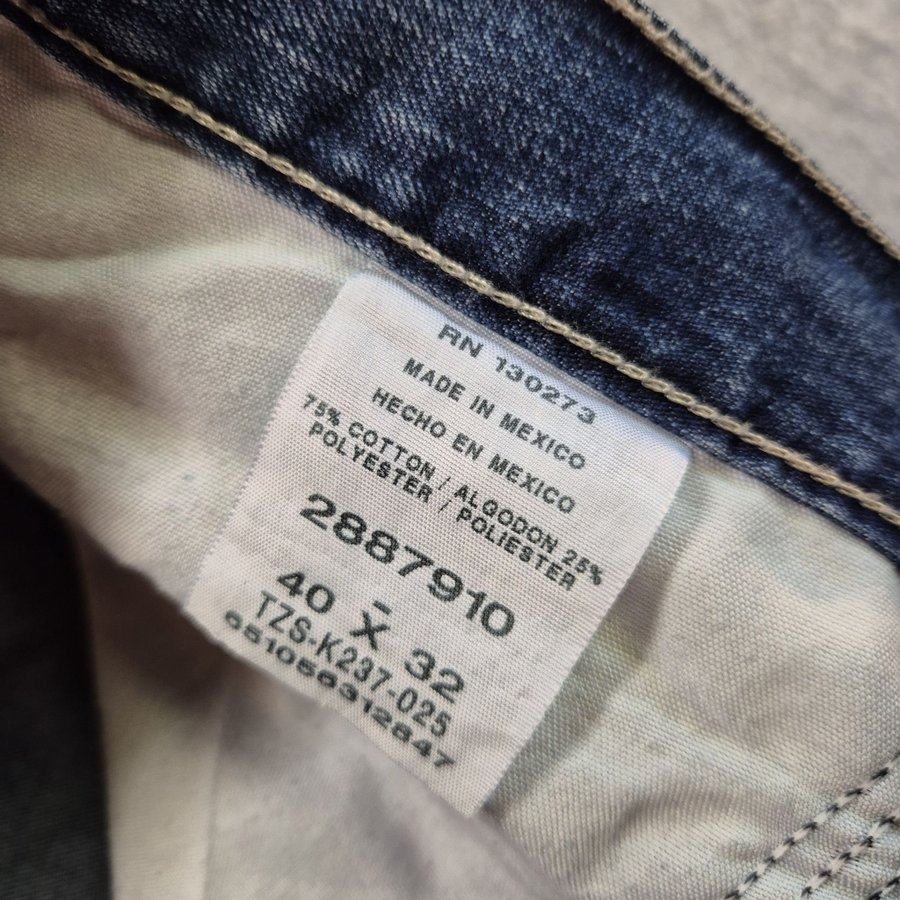 RN 130273
MADE IN MEXICO
HECHO EN MEXICO
75% COTTON / ALGODON 25%
POLYESTER / POLIESTER
2887910
-
40 X 32
TZS-K237-025
651056312847